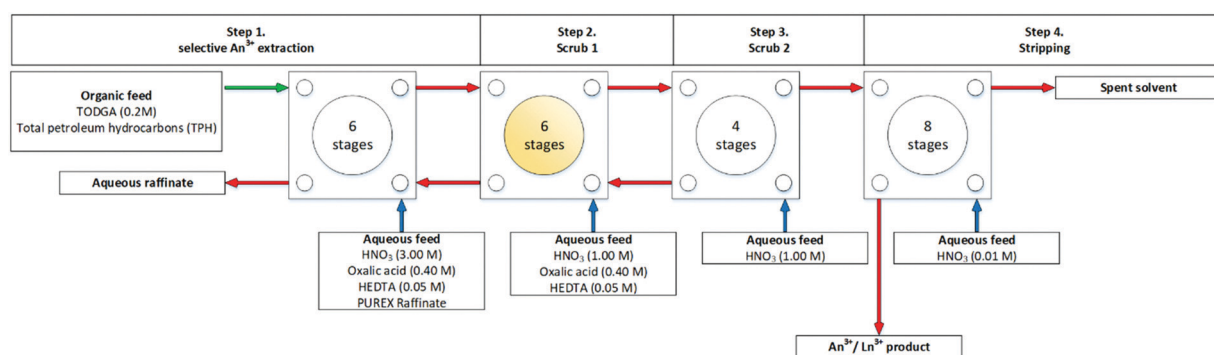 Step 1.
selective An³⁺ extraction
Step 2.
Scrub 1
Step 3.
Scrub 2
Step 4.
Stripping
Organic feed
TODGA (0.2M)
Total petroleum hydrocarbons (TPH)
6
stages
6
stages
4
stages
8
stages
Spent solvent
Aqueous raffinate
Aqueous feed
HNO₃ (3.00 M)
Oxalic acid (0.40 M)
HEDTA (0.05 M)
PUREX Raffinate
Aqueous feed
HNO₃ (1.00 M)
Oxalic acid (0.40 M)
HEDTA (0.05 M)
Aqueous feed
HNO₃ (1.00 M)
Aqueous feed
HNO₃ (0.01 M)
An³⁺/ Ln³⁺ product